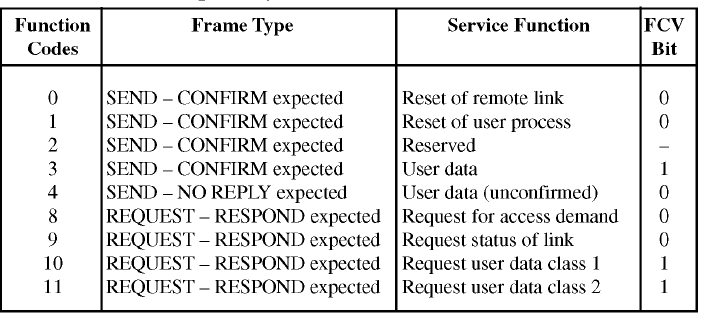 Function Frame Type Service Function FCV
Codes Bit
0 SEND – CONFIRM expected Reset of remote link 0
1 SEND – CONFIRM expected Reset of user process 0
2 SEND – CONFIRM expected Reserved –
3 SEND – CONFIRM expected User data 1
4 SEND – NO REPLY expected User data (unconfirmed) 0
8 REQUEST – RESPOND expected Request for access demand 0
9 REQUEST – RESPOND expected Request status of link 0
10 REQUEST – RESPOND expected Request user data class 1 1
11 REQUEST – RESPOND expected Request user data class 2 1